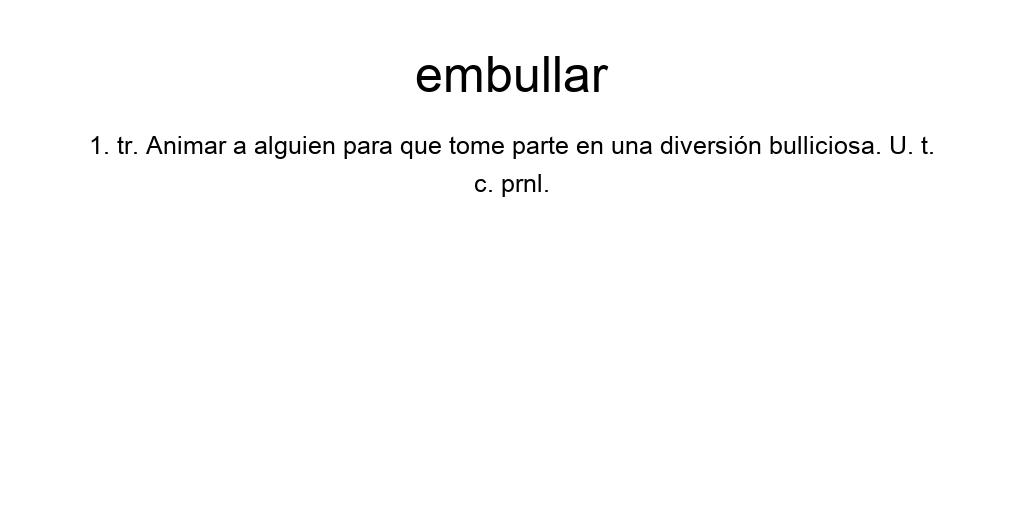 embullar
1. tr. Animar a alguien para que tome parte en una diversión bulliciosa. U. t.
c. prnl.